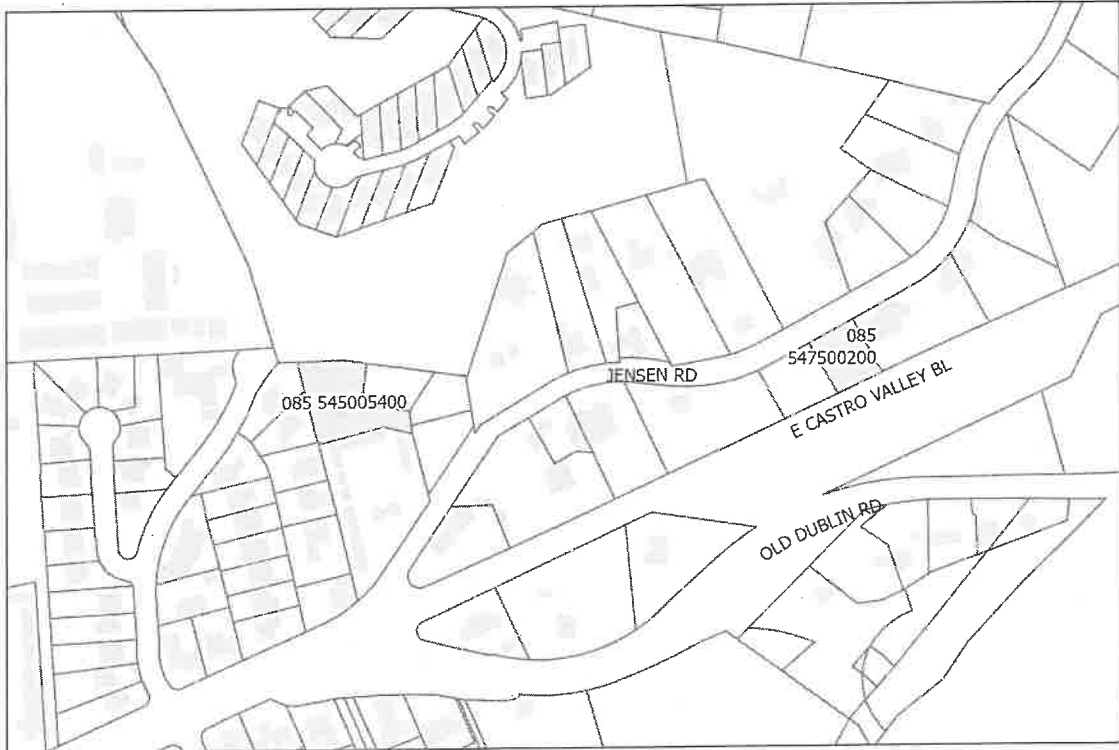 085
547500200
JENSEN RD
085 545005400
E CASTRO VALLEY BL
OLD DUBLIN RD